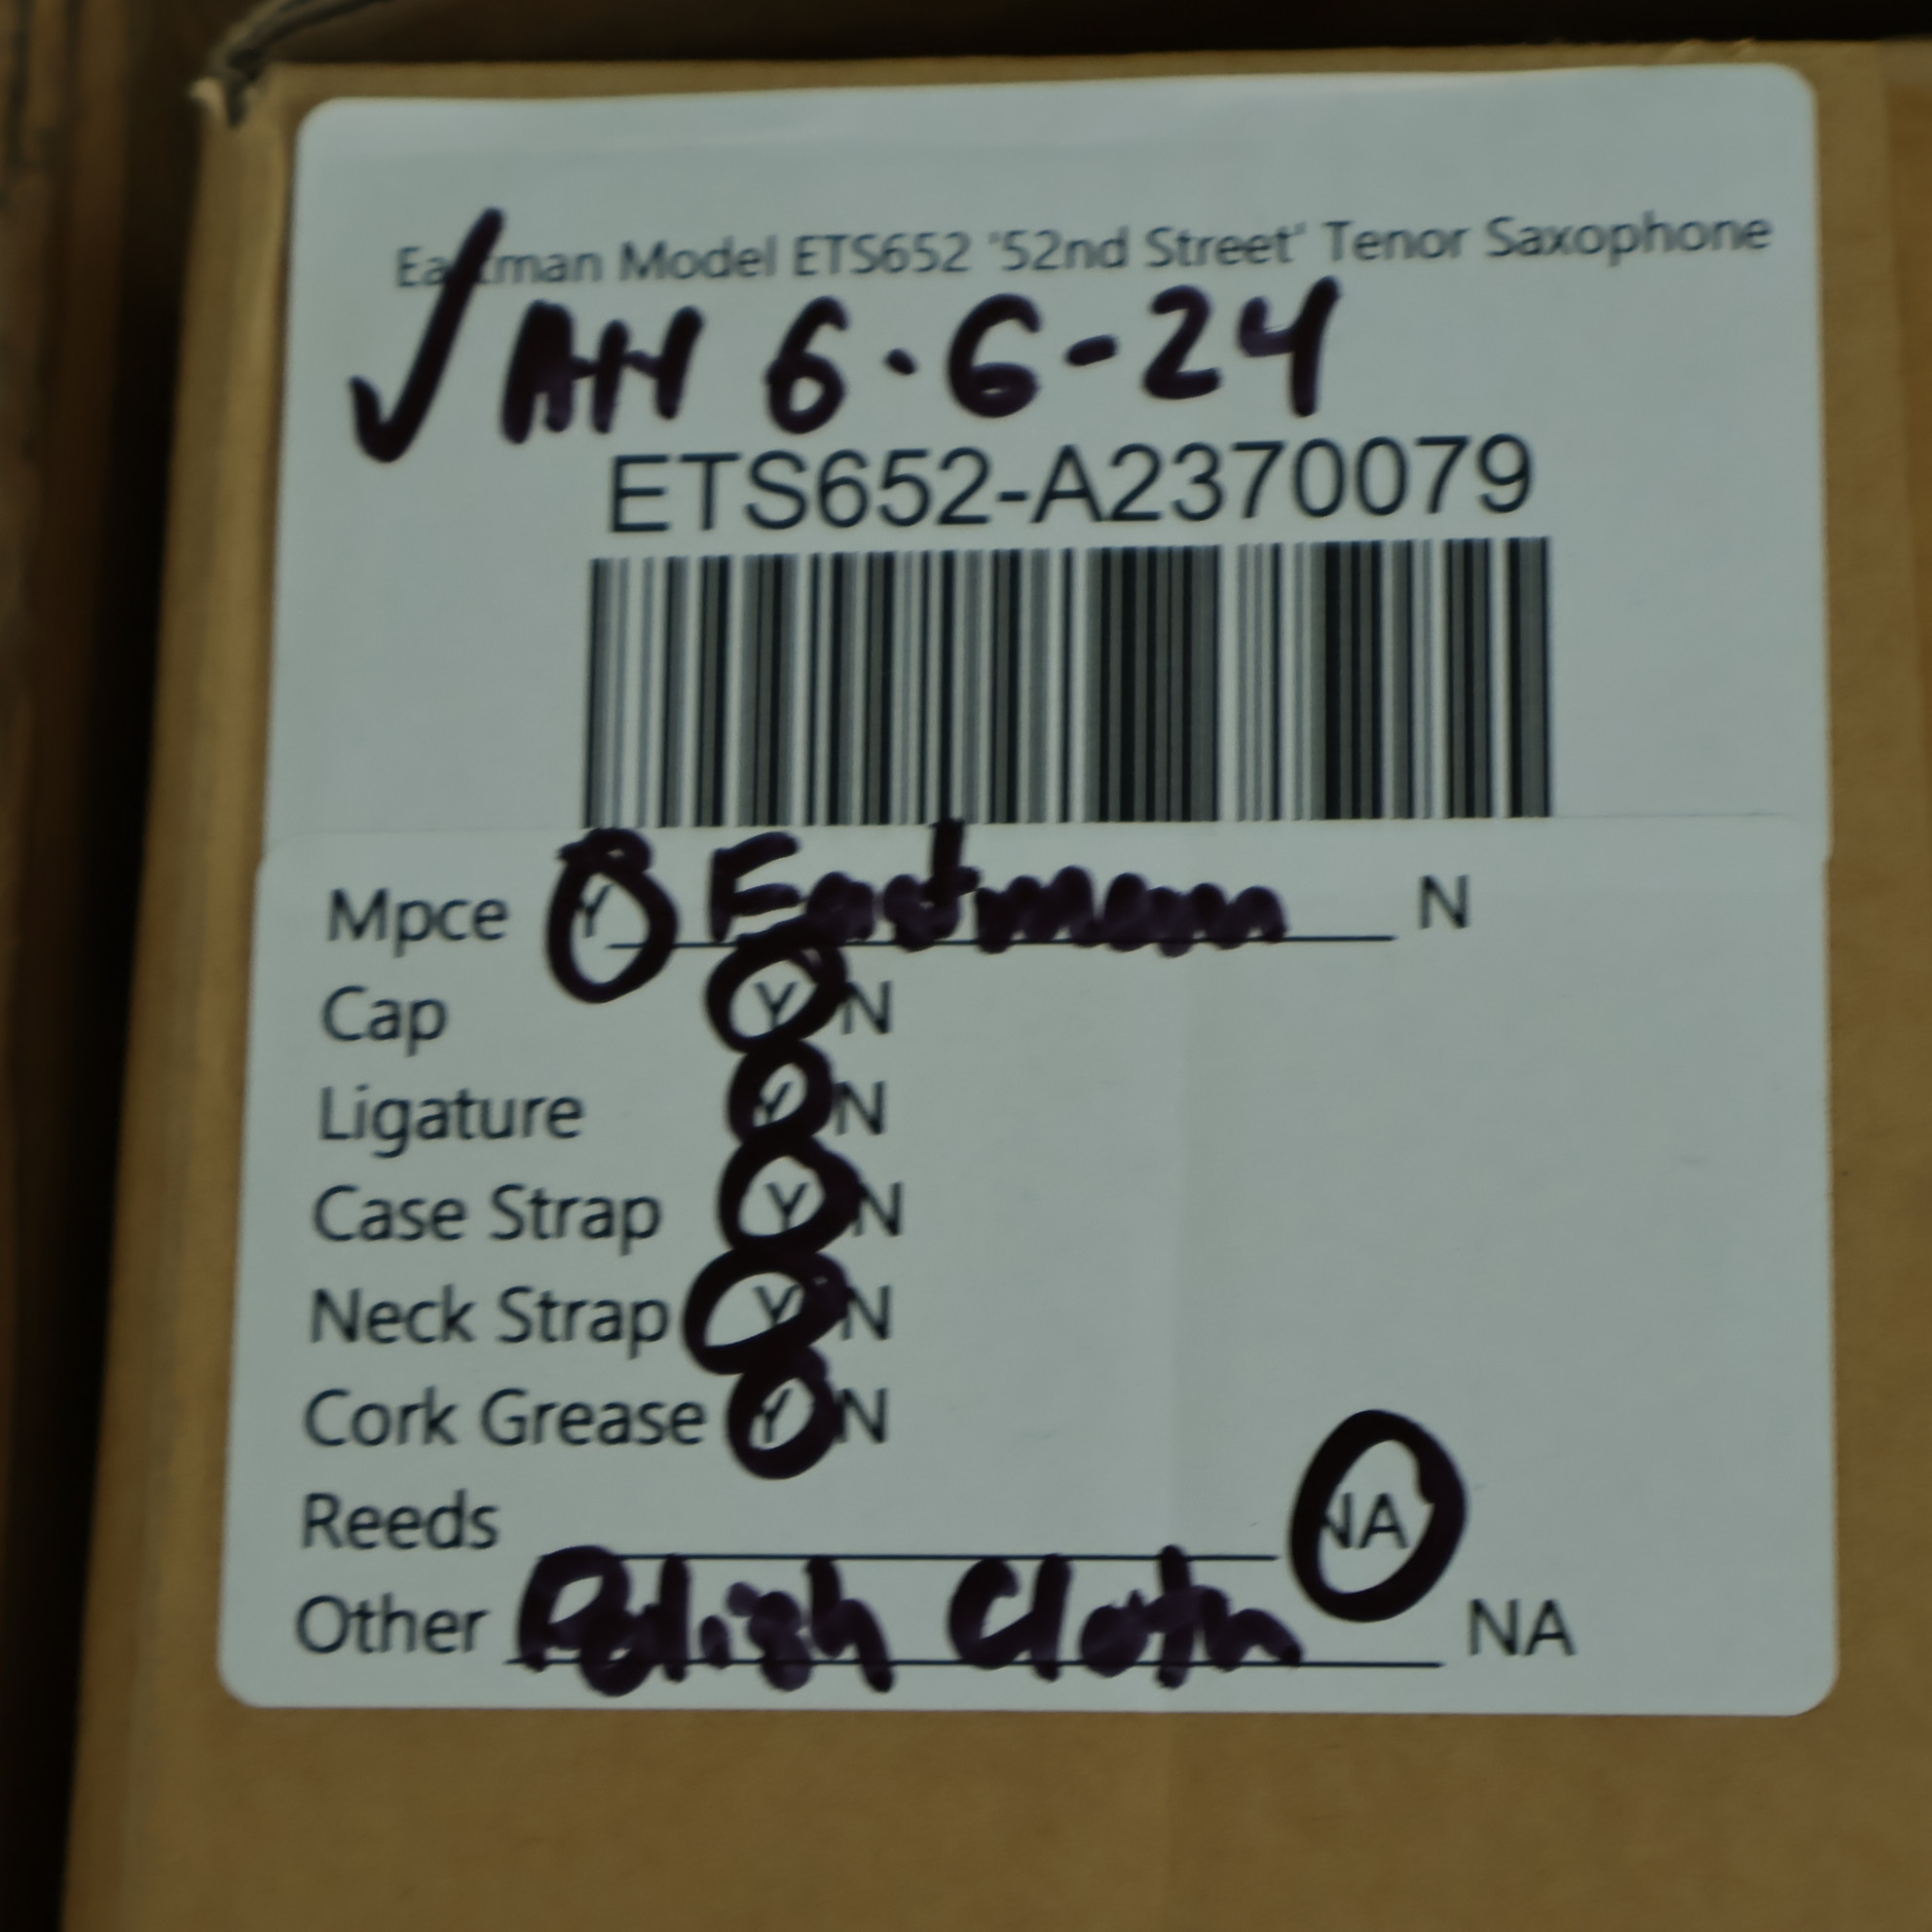 Eastman Model ETS652 '52nd Street' Tenor Saxophone
✓ AH 6·6-24
ETS652-A2370079
Mpce Y Eastman N
Cap Y N
Ligature Y N
Case Strap Y N
Neck Strap Y N
Cork Grease Y N
Reeds NA
Other Polish Cloth NA